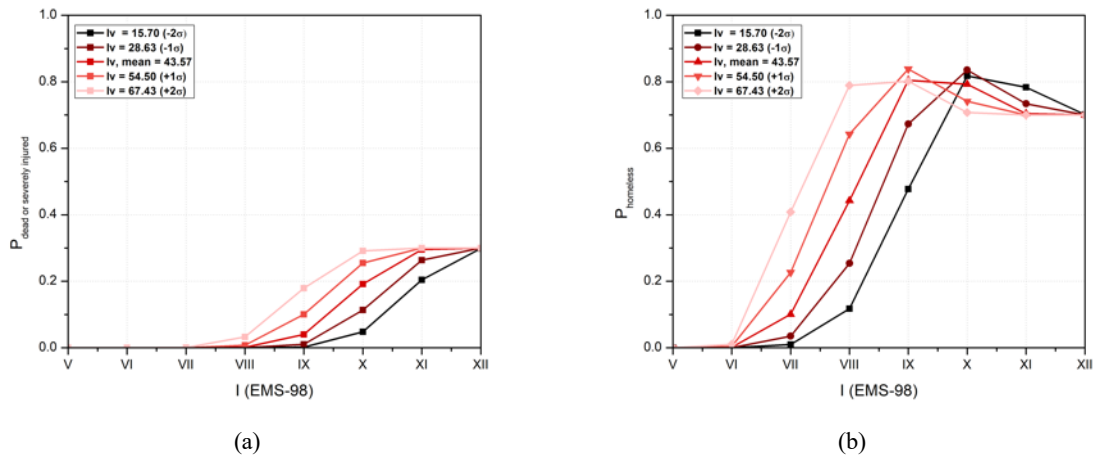 Iv = 15.70 (-2σ)
Iv = 28.63 (-1σ)
Iv, mean = 43.57
Iv = 54.50 (+1σ)
Iv = 67.43 (+2σ)
1.0
0.8
0.6
0.4
0.2
0.0
P dead or severely injured
V VI VII VIII IX X XI XII
I (EMS-98)
(a)
Iv = 15.70 (-2σ)
Iv = 28.63 (-1σ)
Iv, mean = 43.57
Iv = 54.50 (+1σ)
Iv = 67.43 (+2σ)
1.0
0.8
0.6
0.4
0.2
0.0
P homeless
V VI VII VIII IX X XI XII
I (EMS-98)
(b)